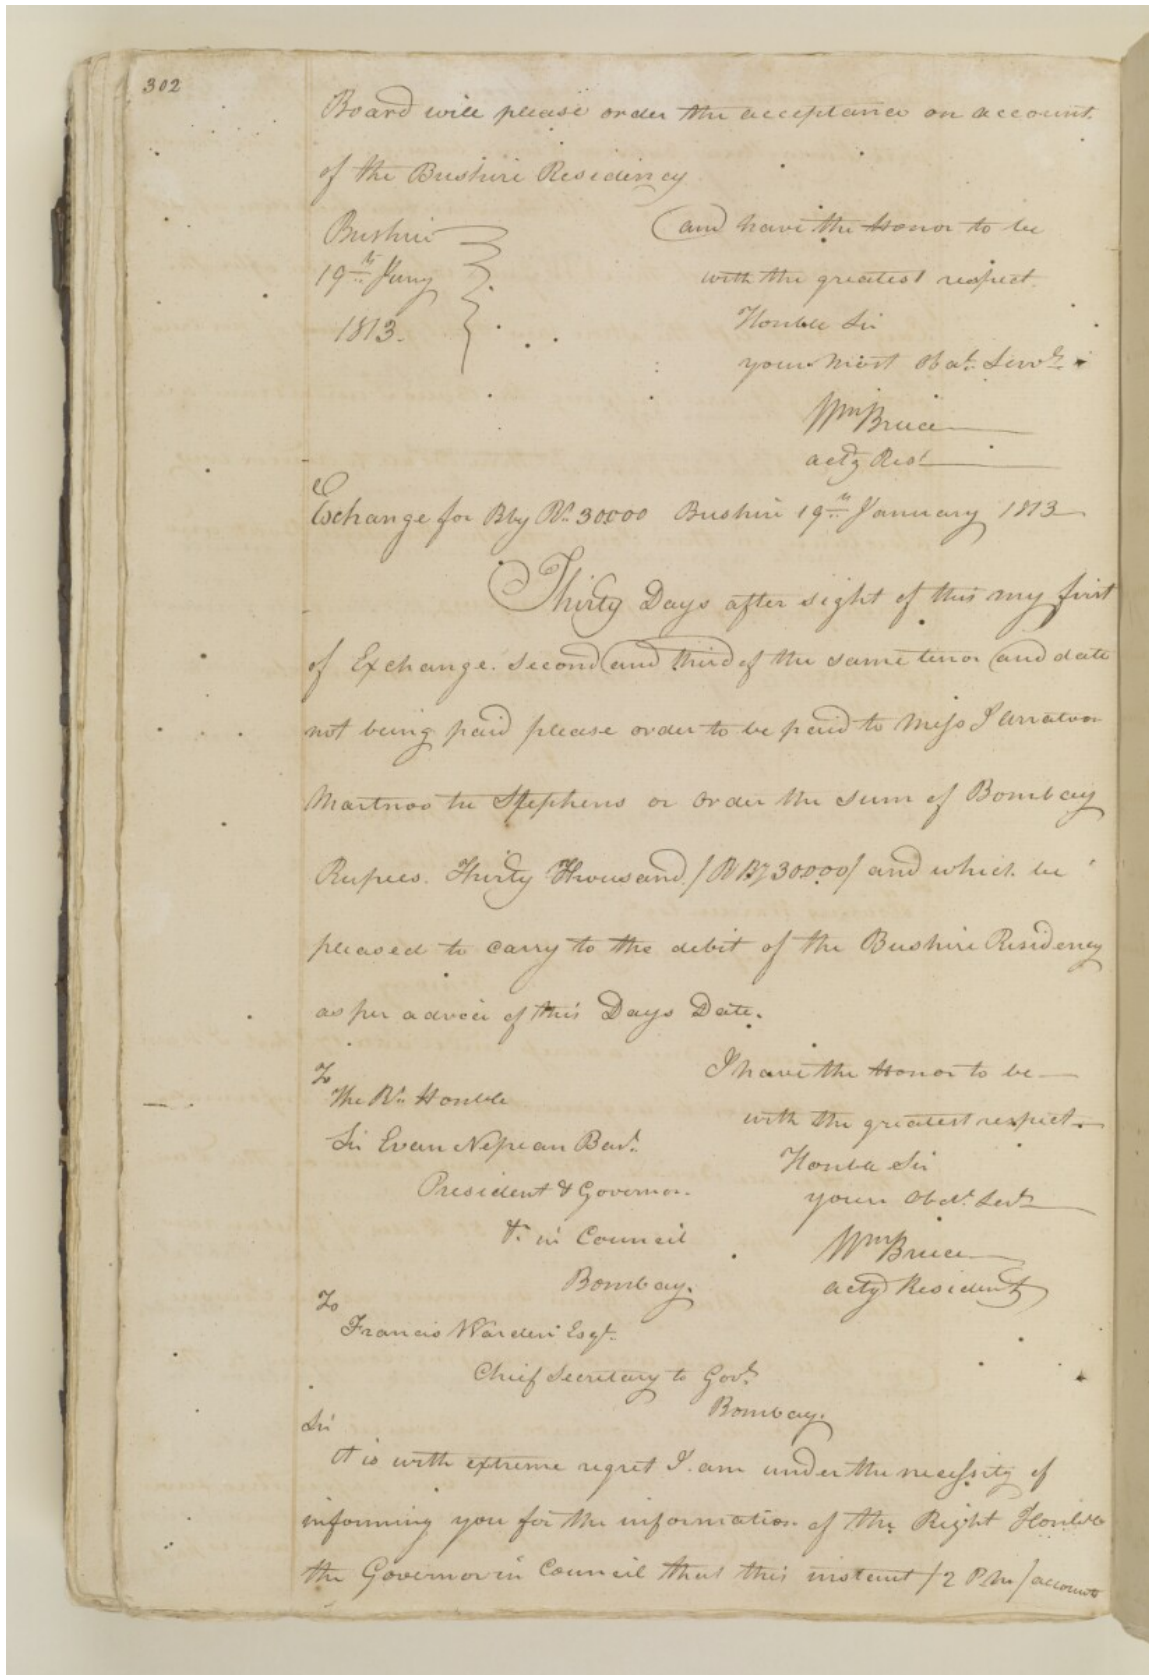 302
Board will please order the acceptance on account
of the Bushire Residency
and have the Honor to be
Bushire
with the greatest respect
19th Jany
Honble Sir
1813.
your most Obdt. Servt.
Wm Bruce
actg Rest
Exchange for Bby Rs. 30000 Bushire 19th January 1813
Thirty Days after sight of this my first
of Exchange. Second and third of the same tenor and date
not being paid please order to be paid to Mess
Martnoo Stephens or order the sum of Bombay
Rupees. Thirty Thousand / 30000/ and which be
pleased to carry to the debit of the Bushire Residency
as per advice of this Days Date.
I have the Honor to be
To
The Rt. Honble
with the greatest respect
Sir Evan Nepean Bart.
Honble Sir
President & Governor.
your Obdt. Servt
&c in Council
Wm Bruce
Bombay.
actg Resident
To
Francis Warden Esqr.
Chief Secretary to Govt.
Bombay.
Sir
It is with extreme regret I am under the necessity of
informing you for the information of the Right Honble
the Governor in Council that this instant /2 P.M/ accounts